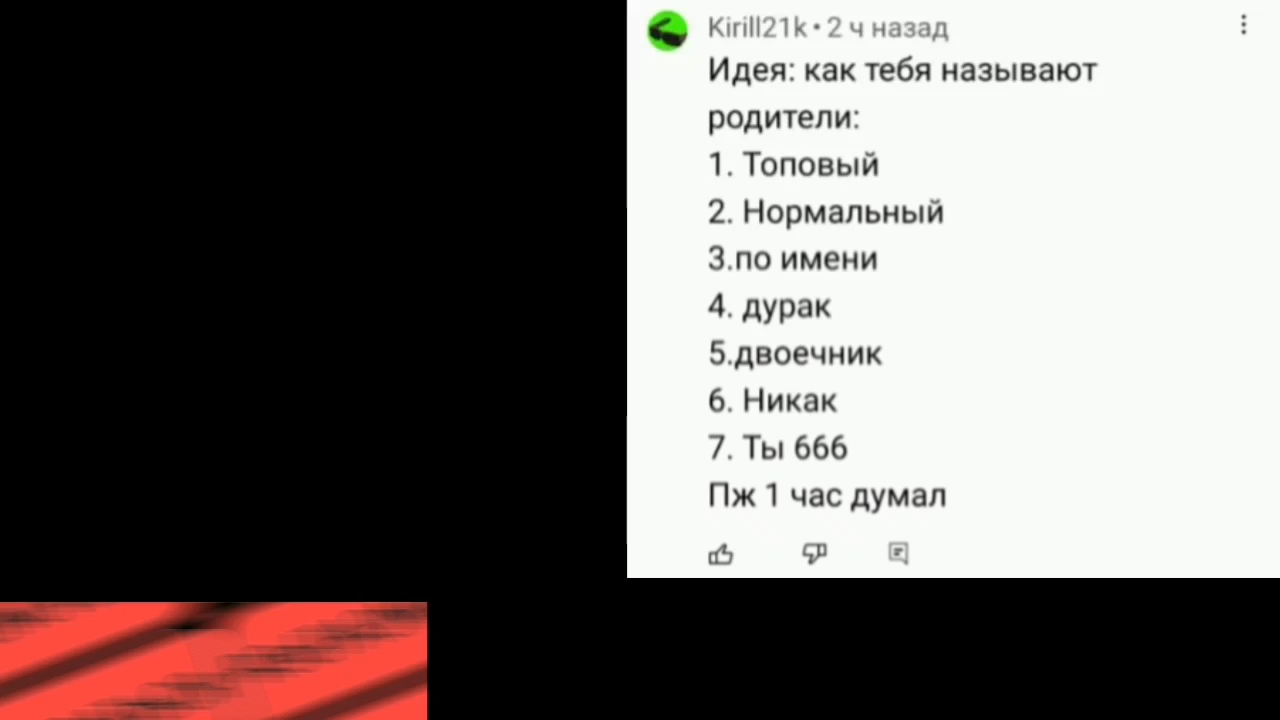 Kirill21k • 2 ч назад
Идея: как тебя называют
родители:
1. Топовый
2. Нормальный
3.по имени
4. дурак
5.двоечник
6. Никак
7. Ты 666
Пж 1 час думал